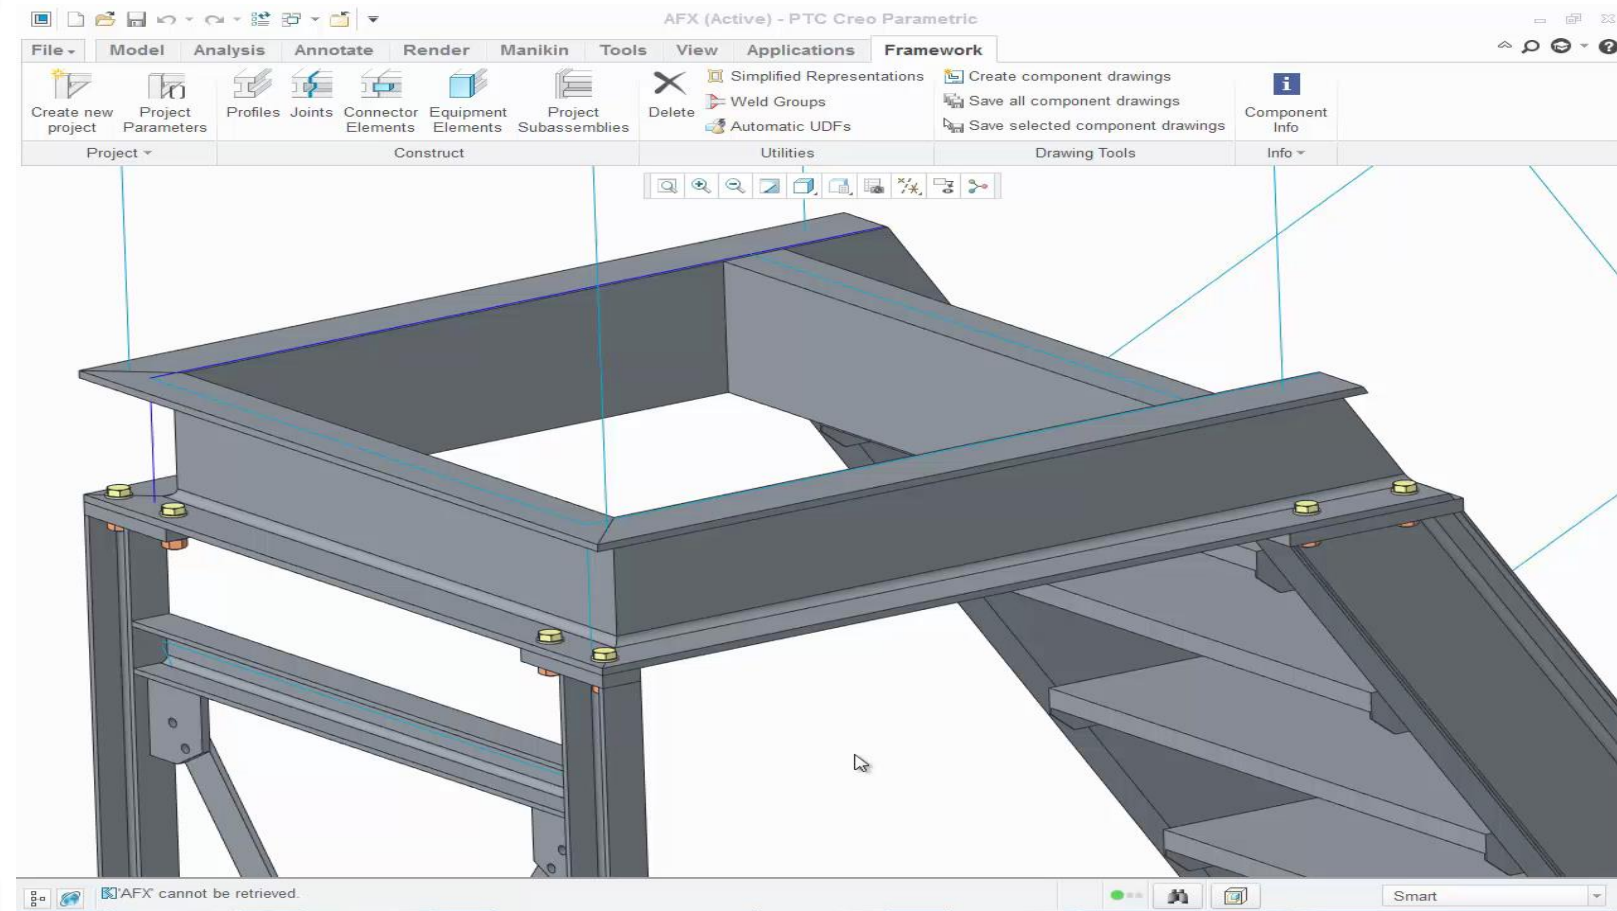 AFX (Active) - PTC Creo Parametric
File Model Analysis Annotate Render Manikin Tools View Applications Framework
Create new project
Project Parameters
Profiles
Joints
Connector Elements
Equipment Elements
Project Subassemblies
Delete
Simplified Representations
Weld Groups
Automatic UDFs
Create component drawings
Save all component drawings
Save selected component drawings
Component Info
Project Construct Utilities Drawing Tools Info
'AFX' cannot be retrieved.
Smart